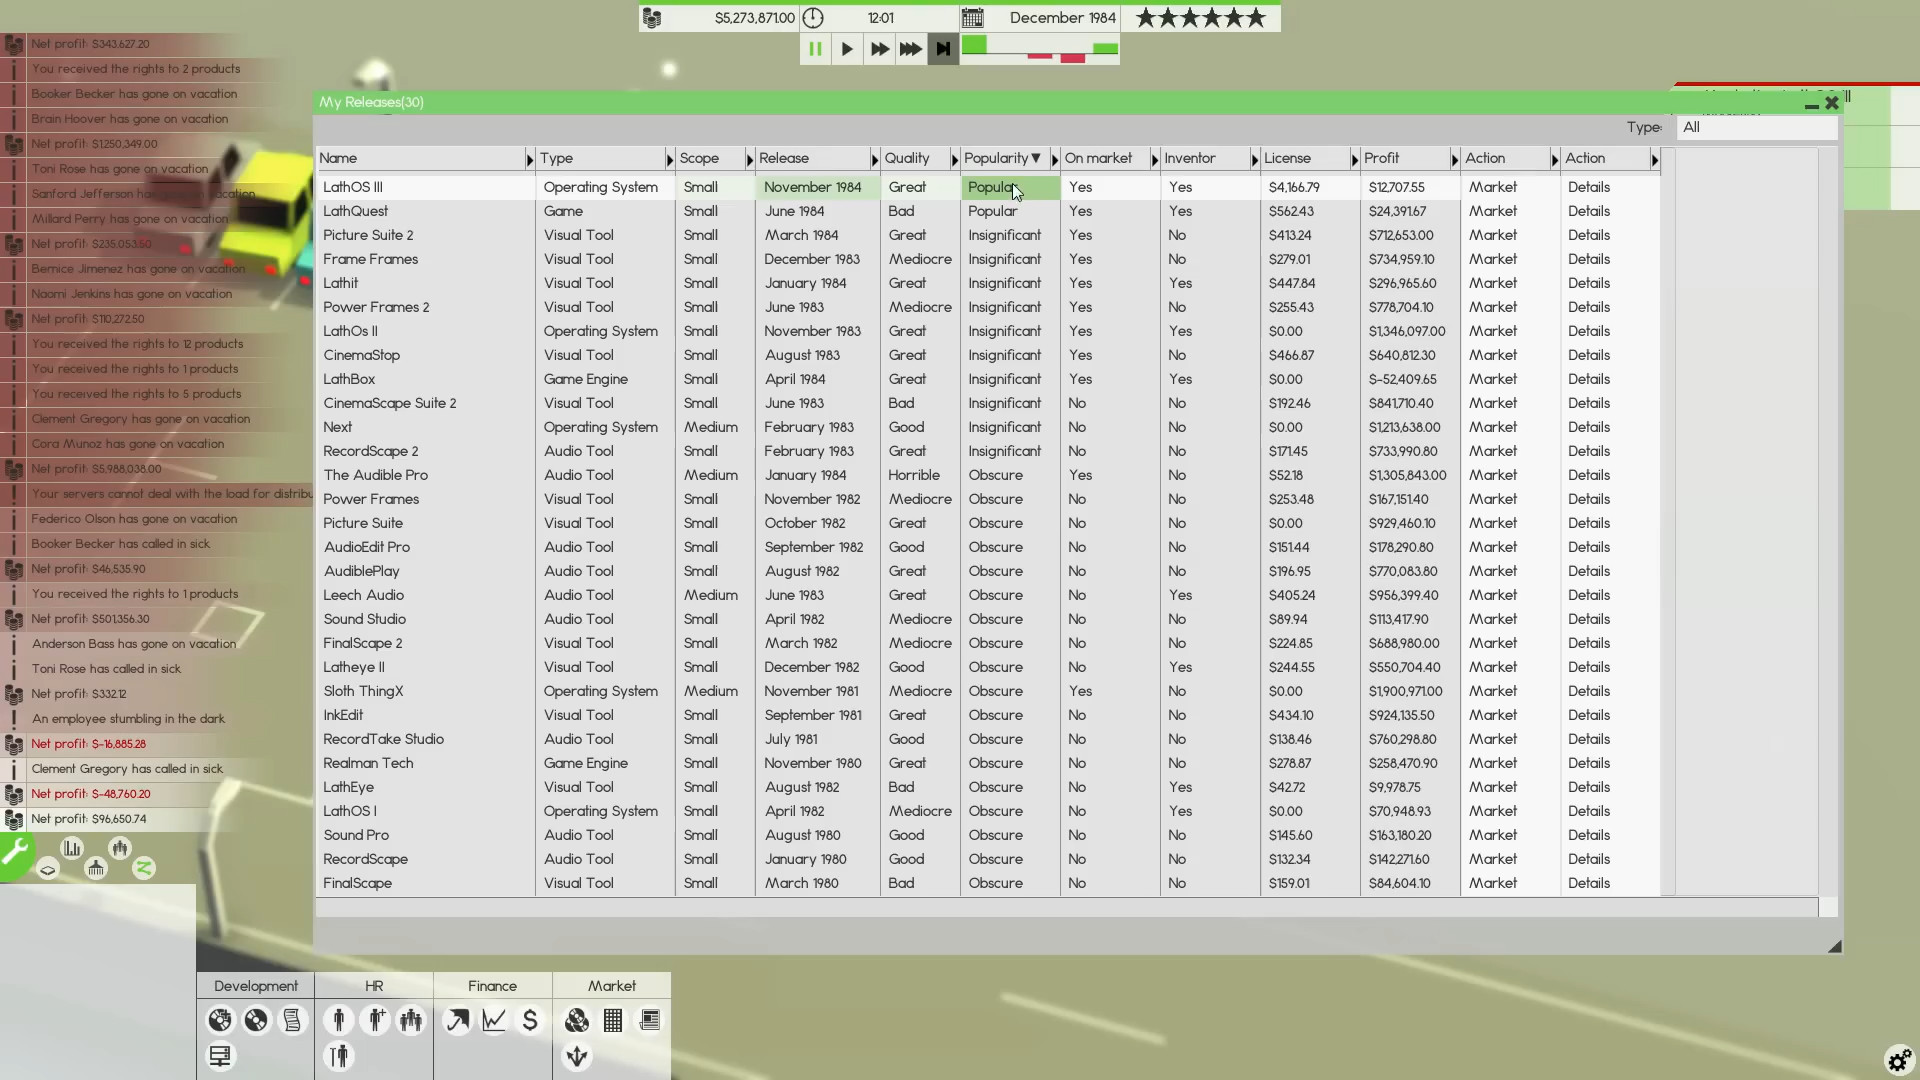 $5,273,871.00 12:01 December 1984
Net profit: $343,627.20
You received the rights to 2 products
Booker Becker has gone on vacation
Brain Hoover has gone on vacation
Net profit: $1,250,349.00
Toni Rose has gone on vacation
Sanford Jefferson has gone on vacation
Millard Perry has gone on vacation
Net profit: $235,053.50
Bernice Jimenez has gone on vacation
Naomi Jenkins has gone on vacation
Net profit: $110,272.50
You received the rights to 12 products
You received the rights to 1 products
You received the rights to 5 products
Clement Gregory has gone on vacation
Cora Munoz has gone on vacation
Net profit: $5,988,038.00
Your servers cannot deal with the load for distribu
Federico Olson has gone on vacation
Booker Becker has called in sick
Net profit: $46,535.90
You received the rights to 1 products
Net profit: $501,356.30
Anderson Bass has gone on vacation
Toni Rose has called in sick
Net profit: $332.12
An employee stumbling in the dark
Net profit: $-16,885.28
Clement Gregory has called in sick
Net profit: $-48,760.20
Net profit: $96,650.74
My Releases(30)
Type: All
Name Type Scope Release Quality Popularity▼ On market Inventor License Profit Action Action
LathOS III Operating System Small November 1984 Great Popular Yes Yes $4,166.79 $12,707.55 Market Details
LathQuest Game Small June 1984 Bad Popular Yes Yes $562.43 $24,391.67 Market Details
Picture Suite 2 Visual Tool Small March 1984 Great Insignificant Yes No $413.24 $712,653.00 Market Details
Frame Frames Visual Tool Small December 1983 Mediocre Insignificant Yes No $279.01 $734,959.10 Market Details
Lathit Visual Tool Small January 1984 Great Insignificant Yes Yes $447.84 $296,965.60 Market Details
Power Frames 2 Visual Tool Small June 1983 Mediocre Insignificant Yes No $255.43 $778,704.10 Market Details
LathOs II Operating System Small November 1983 Great Insignificant Yes Yes $0.00 $1,346,097.00 Market Details
CinemaStop Visual Tool Small August 1983 Great Insignificant Yes No $466.87 $640,812.30 Market Details
LathBox Game Engine Small April 1984 Great Insignificant Yes Yes $0.00 $-52,409.65 Market Details
CinemaScape Suite 2 Visual Tool Small June 1983 Bad Insignificant No No $192.46 $841,710.40 Market Details
Next Operating System Medium February 1983 Good Insignificant No No $0.00 $1,213,638.00 Market Details
RecordScape 2 Audio Tool Small February 1983 Great Insignificant No No $171.45 $733,990.80 Market Details
The Audible Pro Audio Tool Medium January 1984 Horrible Obscure Yes No $52.18 $1,305,843.00 Market Details
Power Frames Visual Tool Small November 1982 Mediocre Obscure No No $253.48 $167,151.40 Market Details
Picture Suite Visual Tool Small October 1982 Great Obscure No No $0.00 $929,460.10 Market Details
AudioEdit Pro Audio Tool Small September 1982 Good Obscure No No $151.44 $178,290.80 Market Details
AudiblePlay Audio Tool Small August 1982 Great Obscure No No $196.95 $770,083.80 Market Details
Leech Audio Audio Tool Medium June 1983 Great Obscure No Yes $405.24 $956,399.40 Market Details
Sound Studio Audio Tool Small April 1982 Mediocre Obscure No No $89.94 $113,417.90 Market Details
FinalScape 2 Visual Tool Small March 1982 Mediocre Obscure No No $224.85 $688,980.00 Market Details
Latheye II Visual Tool Small December 1982 Good Obscure No Yes $244.55 $550,704.40 Market Details
Sloth ThingX Operating System Medium November 1981 Mediocre Obscure Yes No $0.00 $1,900,971.00 Market Details
InkEdit Visual Tool Small September 1981 Great Obscure No No $434.10 $924,135.50 Market Details
RecordTake Studio Audio Tool Small July 1981 Good Obscure No No $138.46 $760,298.80 Market Details
Realman Tech Game Engine Small November 1980 Great Obscure No No $278.87 $258,470.90 Market Details
LathEye Visual Tool Small August 1982 Bad Obscure No Yes $42.72 $9,978.75 Market Details
LathOS I Operating System Small April 1982 Mediocre Obscure No Yes $0.00 $70,948.93 Market Details
Sound Pro Audio Tool Small August 1980 Good Obscure No No $145.60 $163,180.20 Market Details
RecordScape Audio Tool Small January 1980 Good Obscure No No $132.34 $142,271.60 Market Details
FinalScape Visual Tool Small March 1980 Bad Obscure No No $159.01 $84,604.10 Market Details
Development HR Finance Market